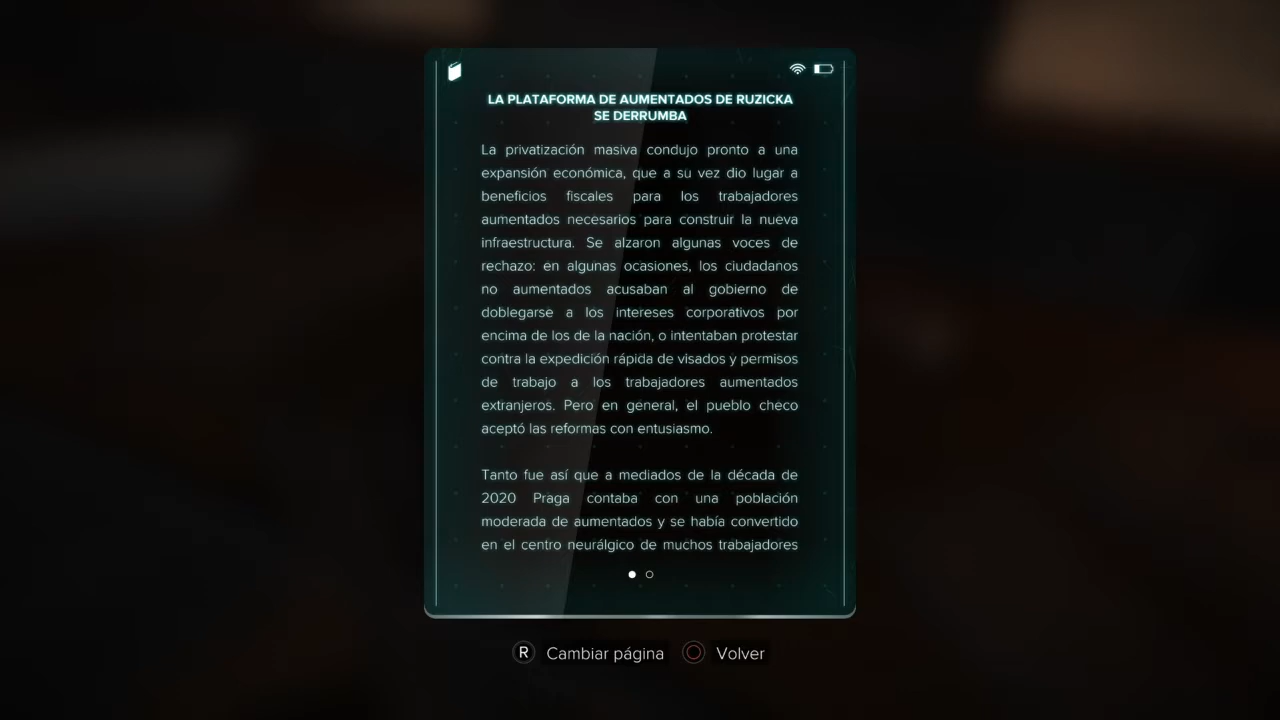 LA PLATAFORMA DE AUMENTADOS DE RUZICKA
SE DERRUMBA
La privatización masiva condujo pronto a una
expansión económica, que a su vez dio lugar a
beneficios fiscales para los trabajadores
aumentados necesarios para construir la nueva
infraestructura. Se alzaron algunas voces de
rechazo: en algunas ocasiones, los ciudadanos
no aumentados acusaban al gobierno de
doblegarse a los intereses corporativos por
encima de los de la nación, o intentaban protestar
contra la expedición rápida de visados y permisos
de trabajo a los trabajadores aumentados
extranjeros. Pero en general, el pueblo checo
aceptó las reformas con entusiasmo.
Tanto fue así que a mediados de la década de
2020 Praga contaba con una población
moderada de aumentados y se había convertido
en el centro neurálgico de muchos trabajadores
R Cambiar página Volver